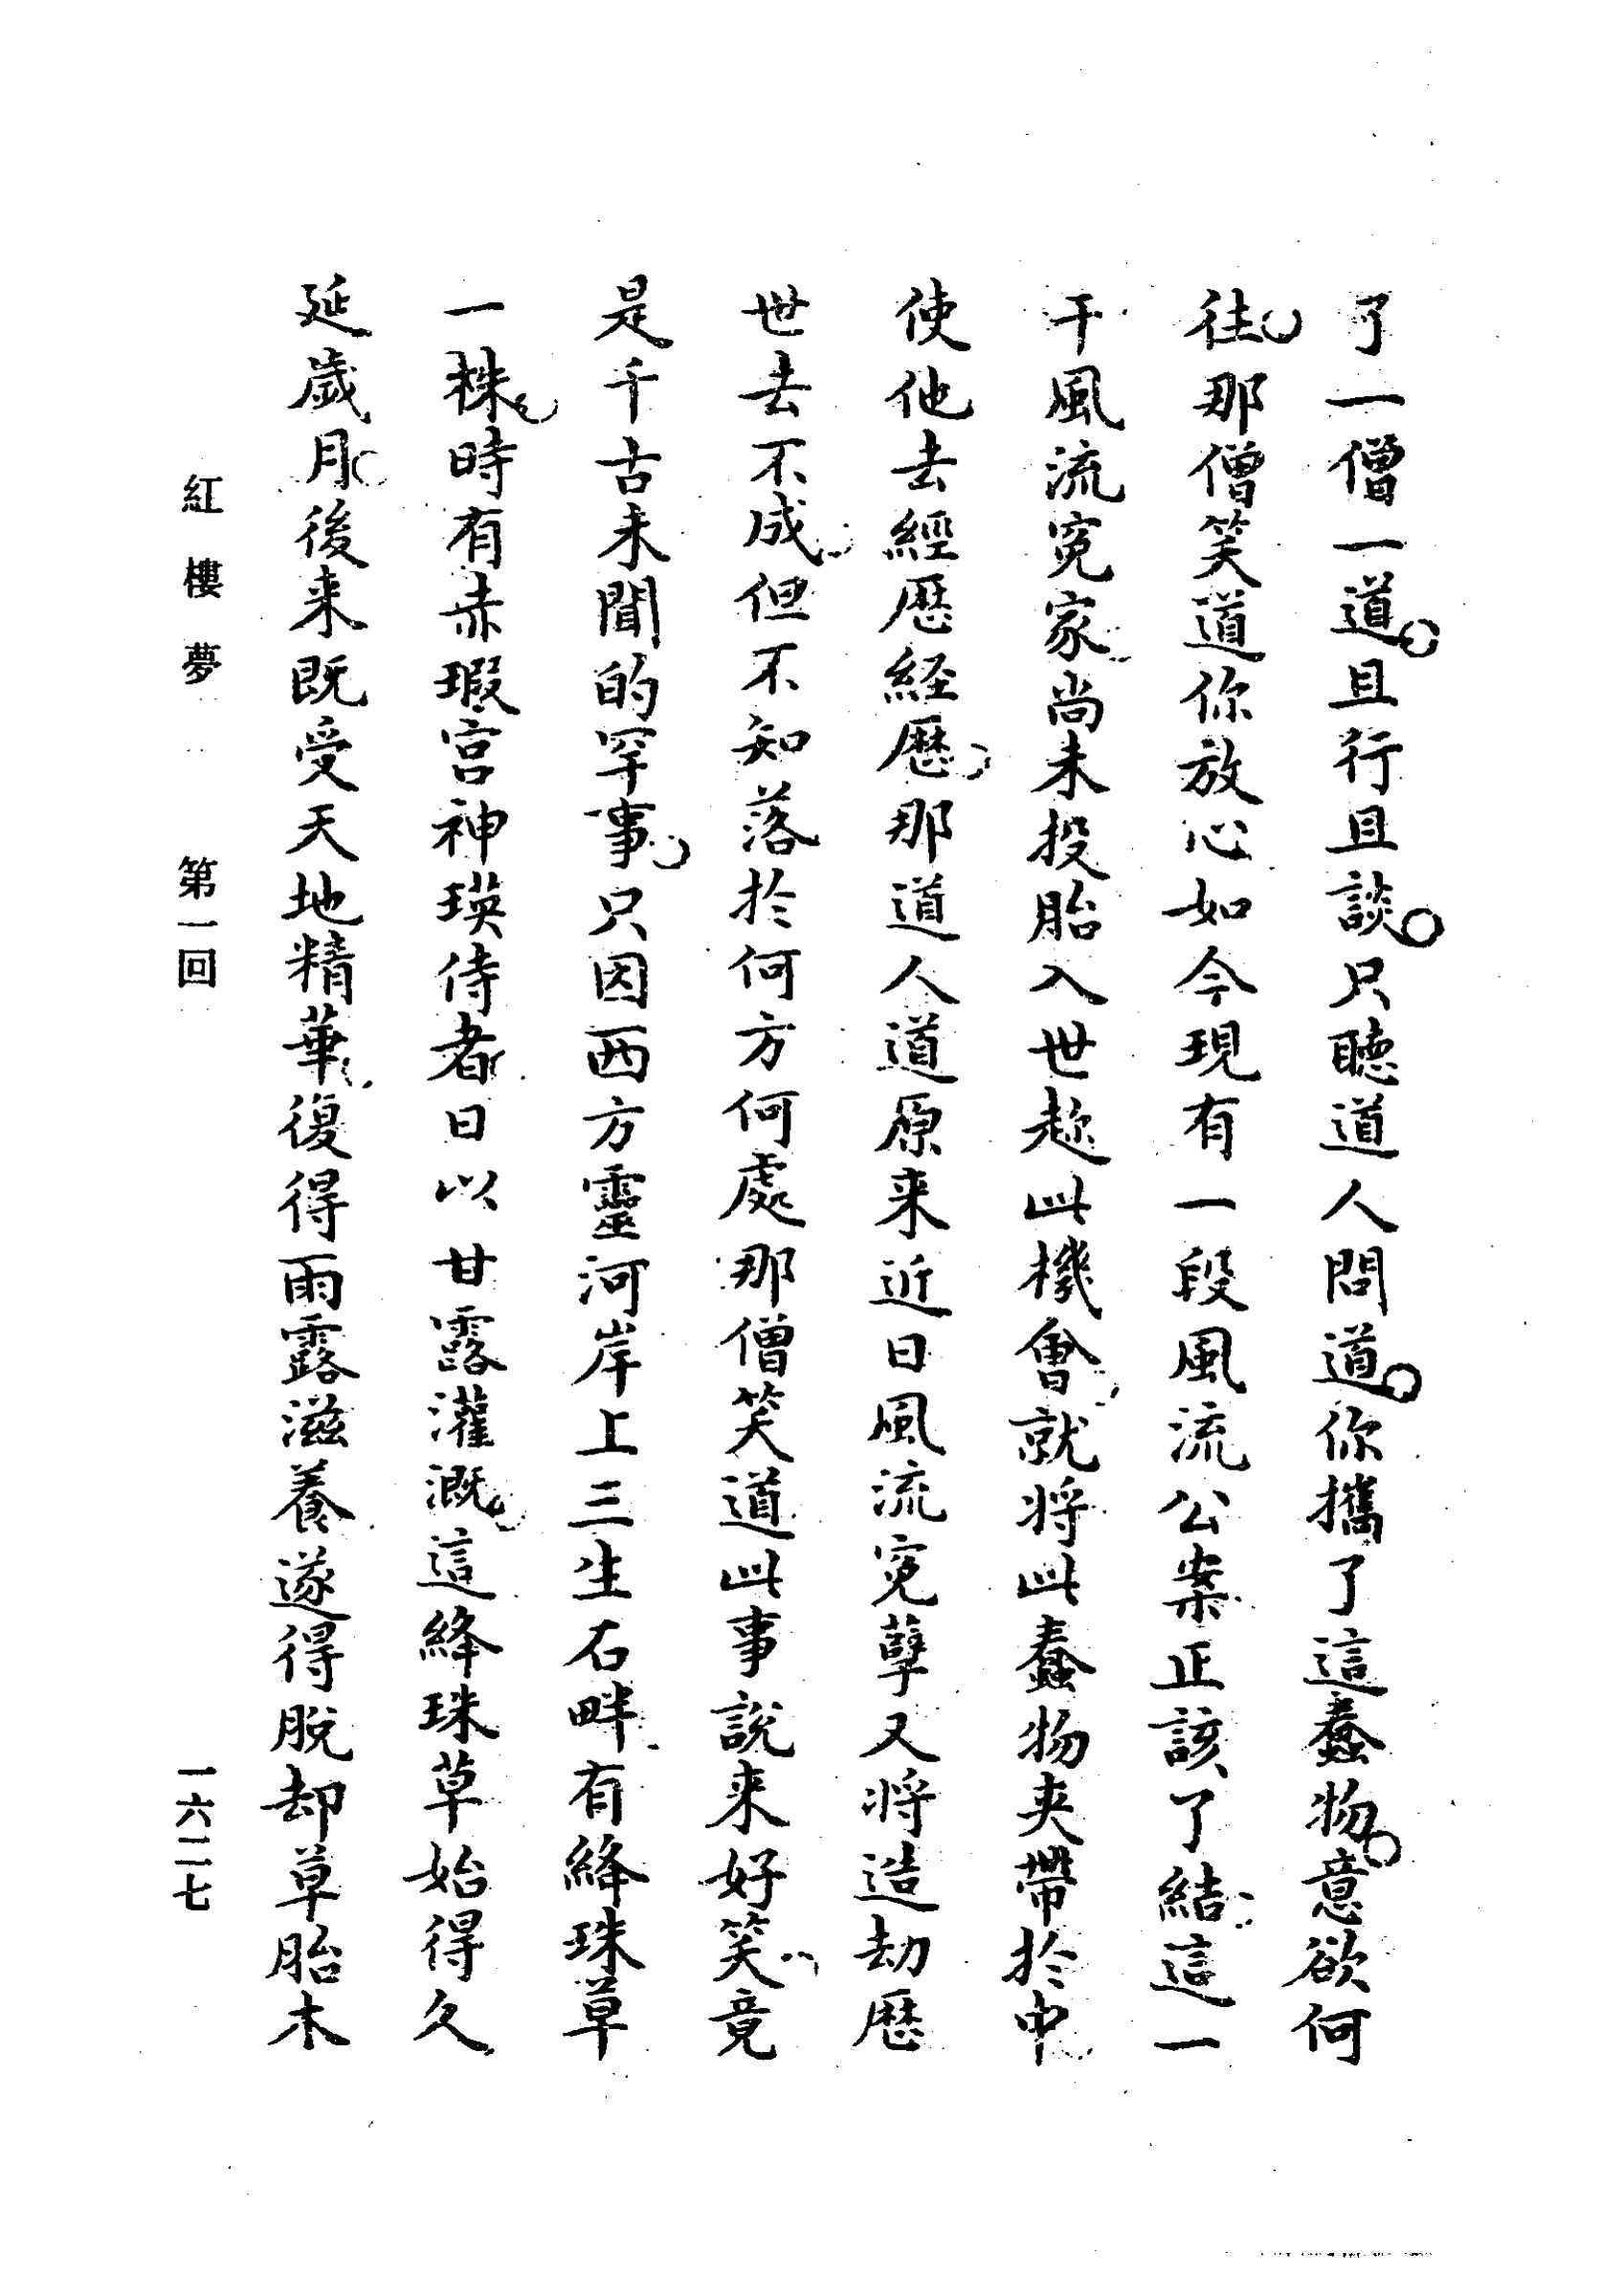 了一僧一道且行且談只聽道人問道你攜了這蠢物意欲何
往那僧笑道你放心如今現有一段風流公案正該了結這一
干風流寃家尚未投胎入世趂此機會就将此蠢物夾帶於中
使他去經歷経歷那道人道原来近日風流寃孽又将造劫歷
世去不成但不知落於何方何處那僧笑道此事說来好笑竟
是千古未聞的罕事只因西方靈河岸上三生石畔有絳珠草
一株時有赤瑕宮神瑛侍者日以甘露灌溉這絳珠草始得久
延歲月後来既受天地精華復得雨露滋養遂得脫却草胎木
紅樓夢 第一回 一六二七